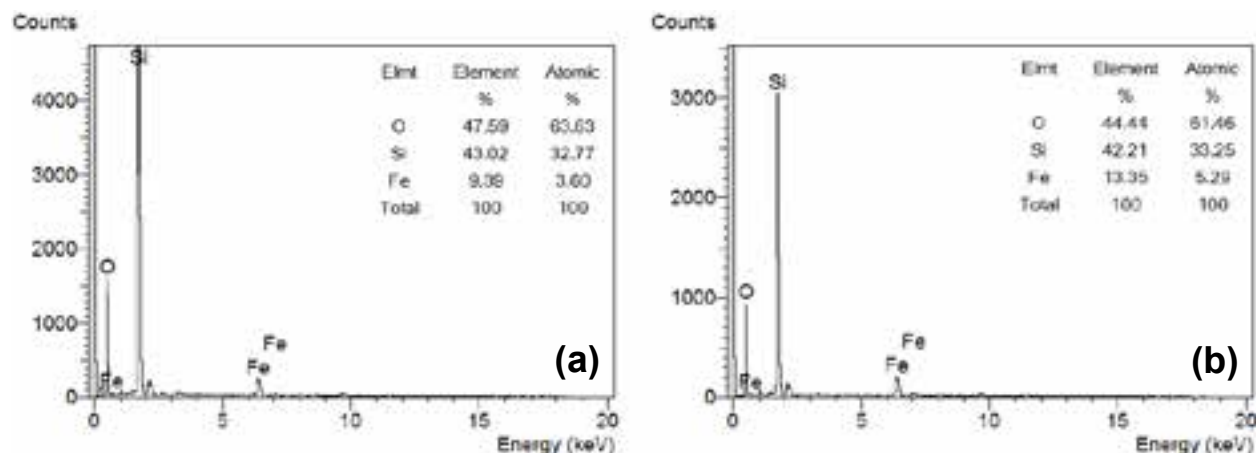 Counts
Si
Elmt Element Atomic
% %
O 47.59 63.63
Si 43.02 32.77
Fe 9.39 3.60
Total 100 100
4000
3000
2000
1000
0
O
Fe
Fe
Fe
(a)
0 5 10 15 20
Energy (keV)
Counts
Si
Elmt Element Atomic
% %
O 44.44 61.46
Si 42.21 33.25
Fe 13.35 5.29
Total 100 100
3000
2000
1000
0
O
Fe
Fe
Fe
(b)
0 5 10 15 20
Energy (keV)